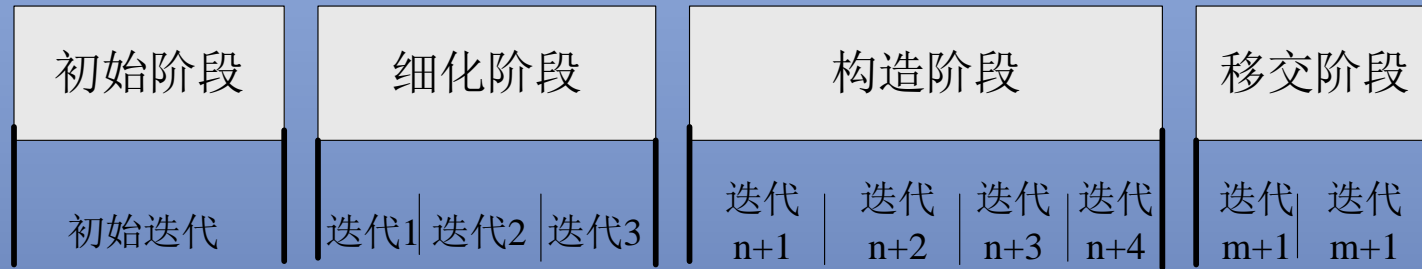 初始阶段
细化阶段
构造阶段
移交阶段
初始迭代
迭代1
迭代2
迭代3
迭代
n+1
迭代
n+2
迭代
n+3
迭代
n+4
迭代
m+1
迭代
m+1